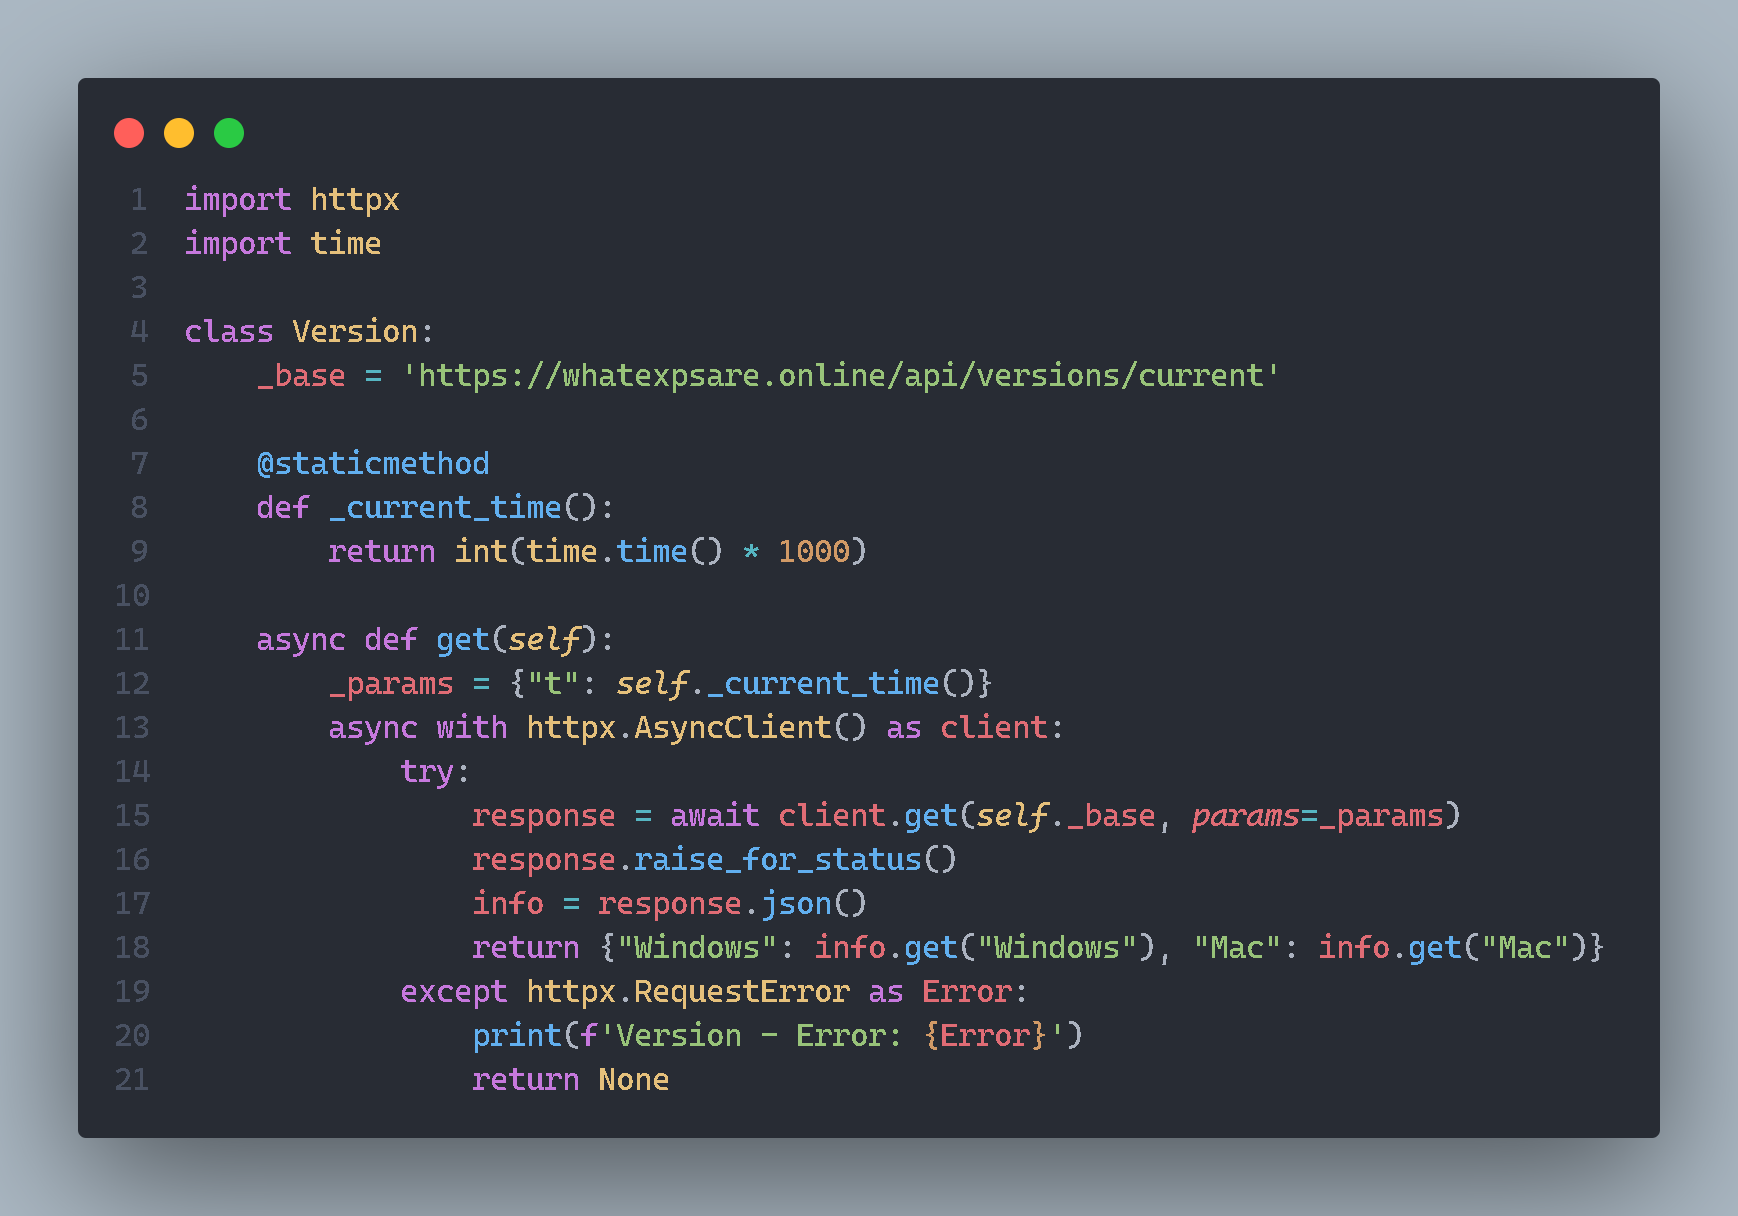 1 import httpx
2 import time
3
4 class Version:
5     _base = 'https://whatexpsare.online/api/versions/current'
6
7     @staticmethod
8     def _current_time():
9         return int(time.time() * 1000)
10
11     async def get(self):
12         _params = {"t": self._current_time()}
13         async with httpx.AsyncClient() as client:
14             try:
15                 response = await client.get(self._base, params=_params)
16                 response.raise_for_status()
17                 info = response.json()
18                 return {"Windows": info.get("Windows"), "Mac": info.get("Mac")}
19             except httpx.RequestError as Error:
20                 print(f'Version - Error: {Error}')
21                 return None